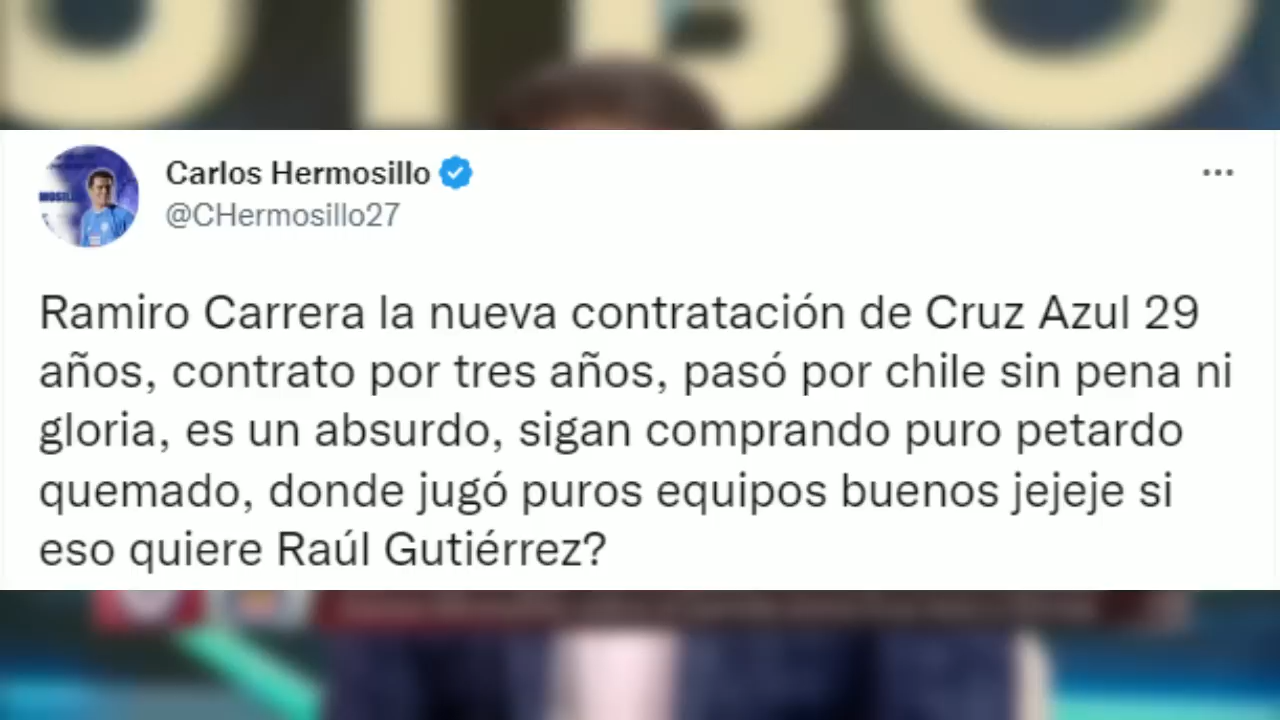 Carlos Hermosillo
@CHermosillo27
Ramiro Carrera la nueva contratación de Cruz Azul 29
años, contrato por tres años, pasó por chile sin pena ni
gloria, es un absurdo, sigan comprando puro petardo
quemado, donde jugó puros equipos buenos jejeje si
eso quiere Raúl Gutiérrez?